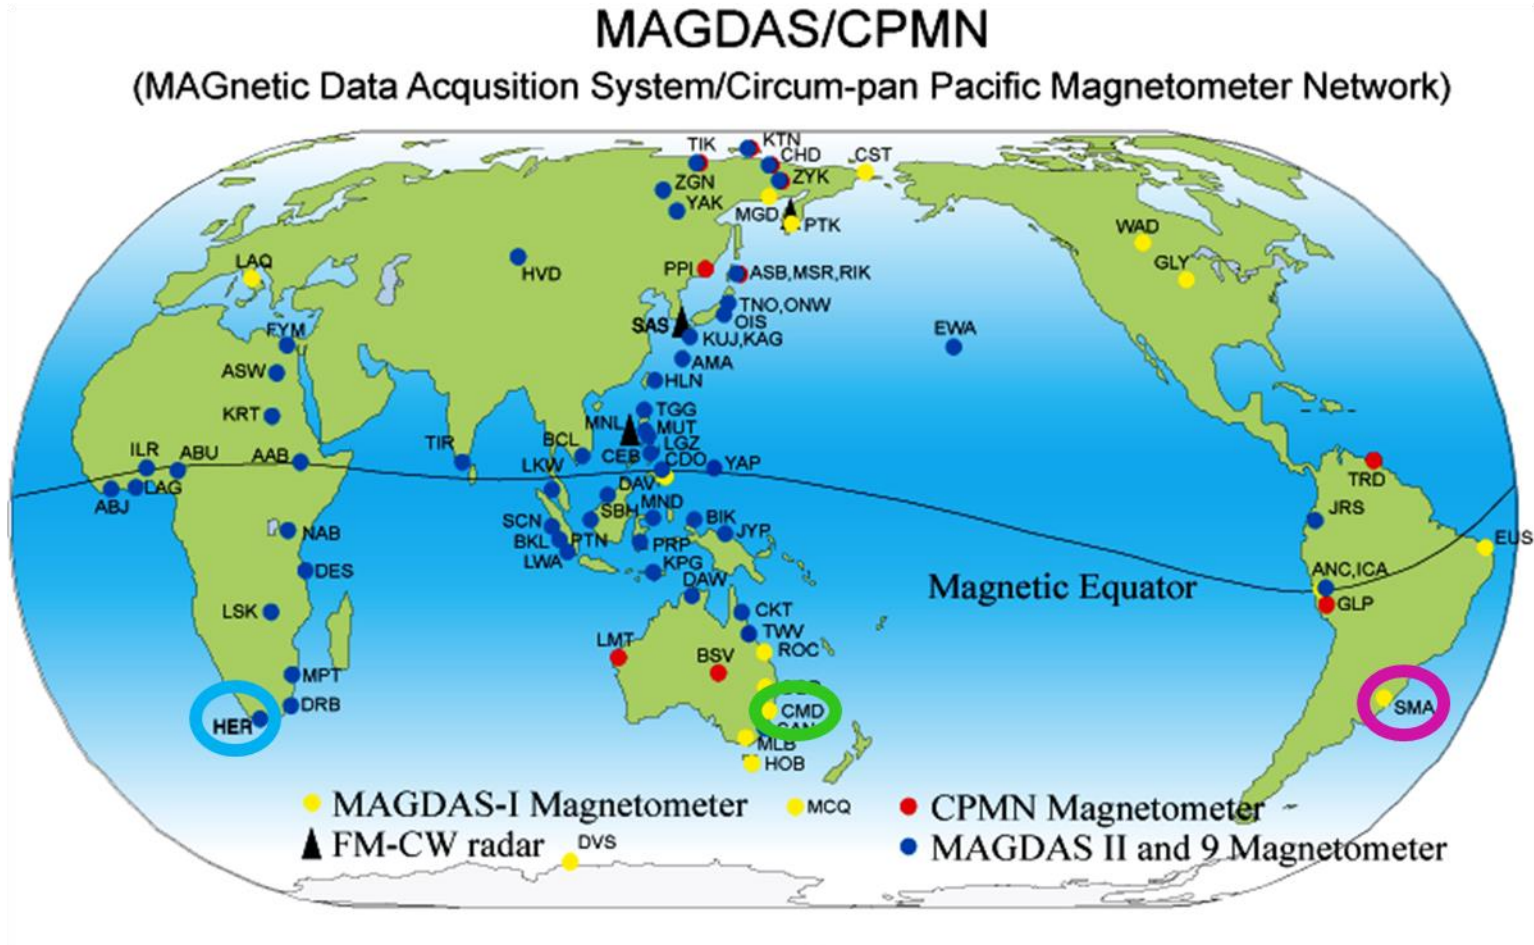 MAGDAS/CPMN
(MAGnetic Data Acqusition System/Circum-pan Pacific Magnetometer Network)
TIK
KTN
CHD
CST
ZGN
ZYK
YAK
MGD
PTK
WAD
LAQ
HVD
PPI
ASB,MSR,RIK
GLY
FYM
SAS
TNO,ONW
OIS
EWA
KUJ,KAG
ASW
AMA
HLN
KRT
TGG
MNL
MUT
ILR
ABU
AAB
TIR
BCL
LGZ
CEB
CDO
YAP
LKW
TRD
ABJ
LAG
DAV
MND
JRS
SBH
SCN
BIK
NAB
BKL
PTN
PRP
JYP
EUS
LWA
KPG
DES
DAW
Magnetic Equator
ANC,ICA
GLP
LSK
CKT
TWV
LMT
BSV
ROC
MPT
DRB
CMD
SMA
HER
MLB
HOB
MAGDAS-I Magnetometer
MCQ
CPMN Magnetometer
FM-CW radar
DVS
MAGDAS II and 9 Magnetometer